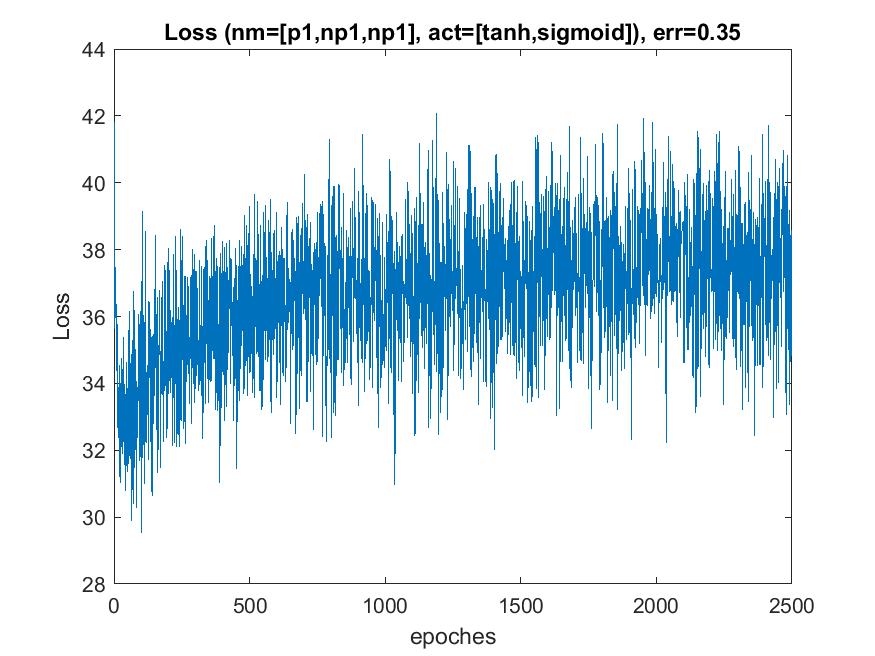 Loss (nm=[p1,np1,np1], act=[tanh,sigmoid]), err=0.35
44
42
40
38
36
34
32
30
28
Loss
0 500 1000 1500 2000 2500
epoches